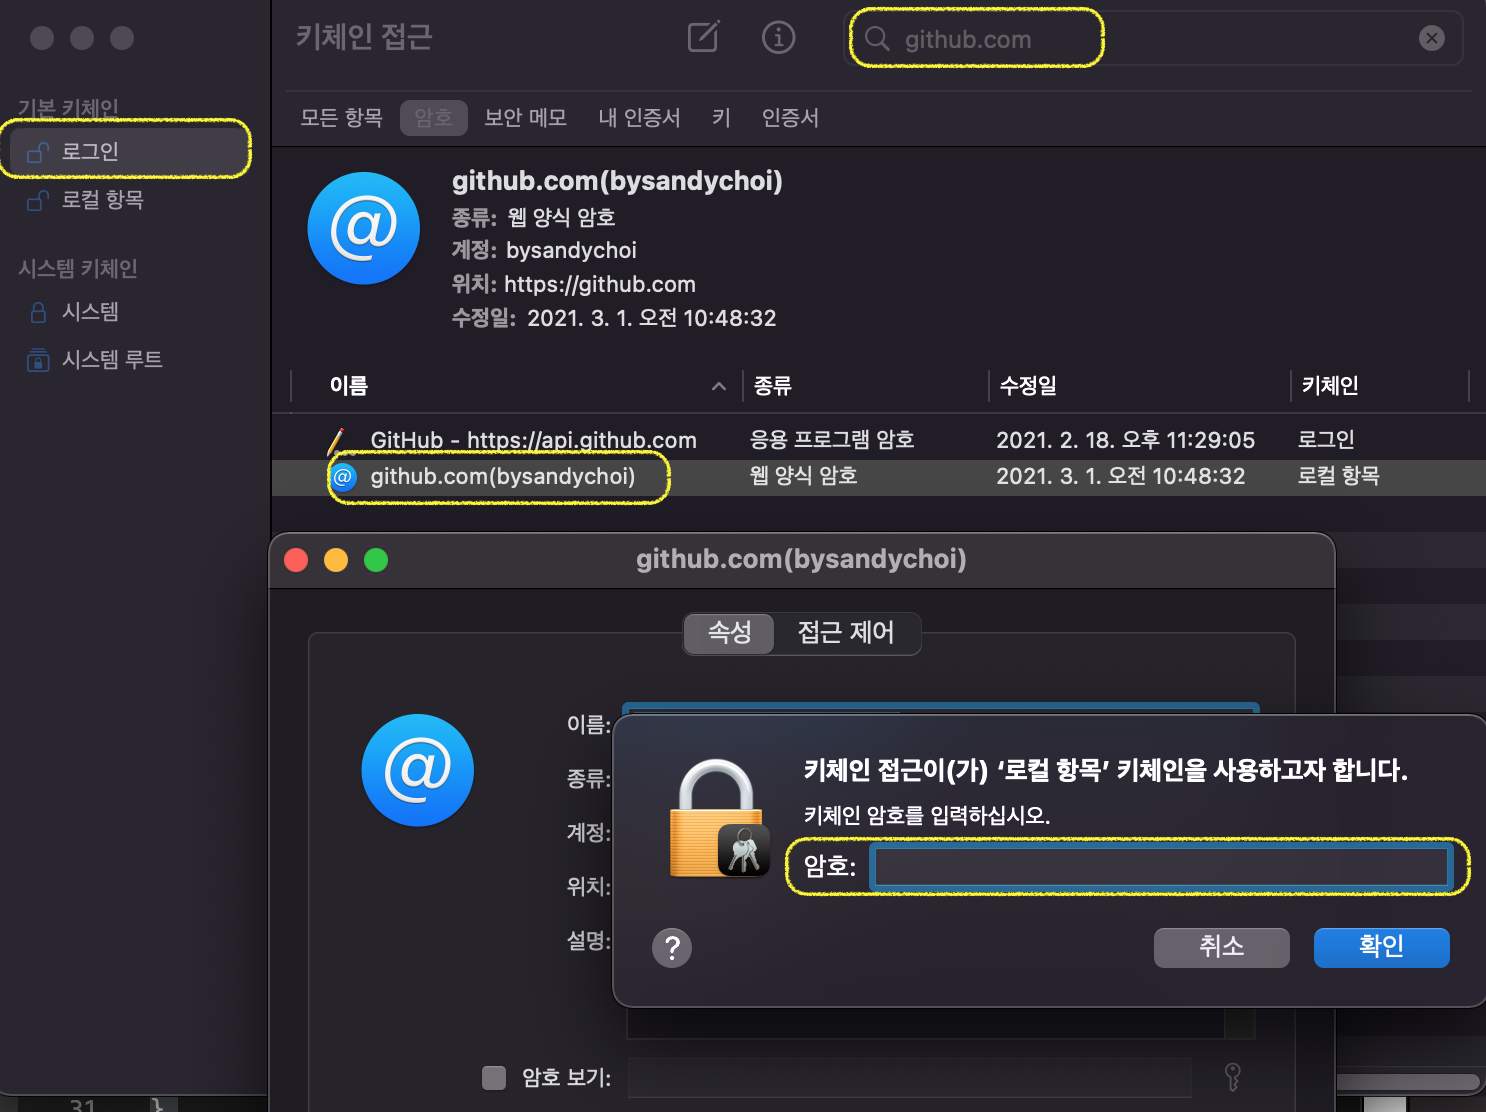 키체인 접근
github.com
기본 키체인
로그인
로컬 항목
시스템 키체인
시스템
시스템 루트
모든 항목 암호 보안 메모 내 인증서 키 인증서
@
github.com(bysandychoi)
종류: 웹 양식 암호
계정: bysandychoi
위치: https://github.com
수정일: 2021. 3. 1. 오전 10:48:32
이름 종류 수정일 키체인
GitHub - https://api.github.com 응용 프로그램 암호 2021. 2. 18. 오후 11:29:05 로그인
@ github.com(bysandychoi) 웹 양식 암호 2021. 3. 1. 오전 10:48:32 로컬 항목
github.com(bysandychoi)
속성 접근 제어
@
이름:
종류:
계정:
위치:
설명:
키체인 접근이(가) ‘로컬 항목’ 키체인을 사용하고자 합니다.
키체인 암호를 입력하십시오.
암호:
? 취소 확인
암호 보기:
31 }